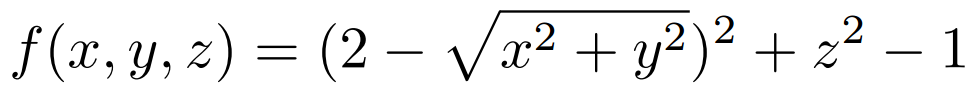 f(x, y, z) = (2 − √(x² + y²))² + z² − 1